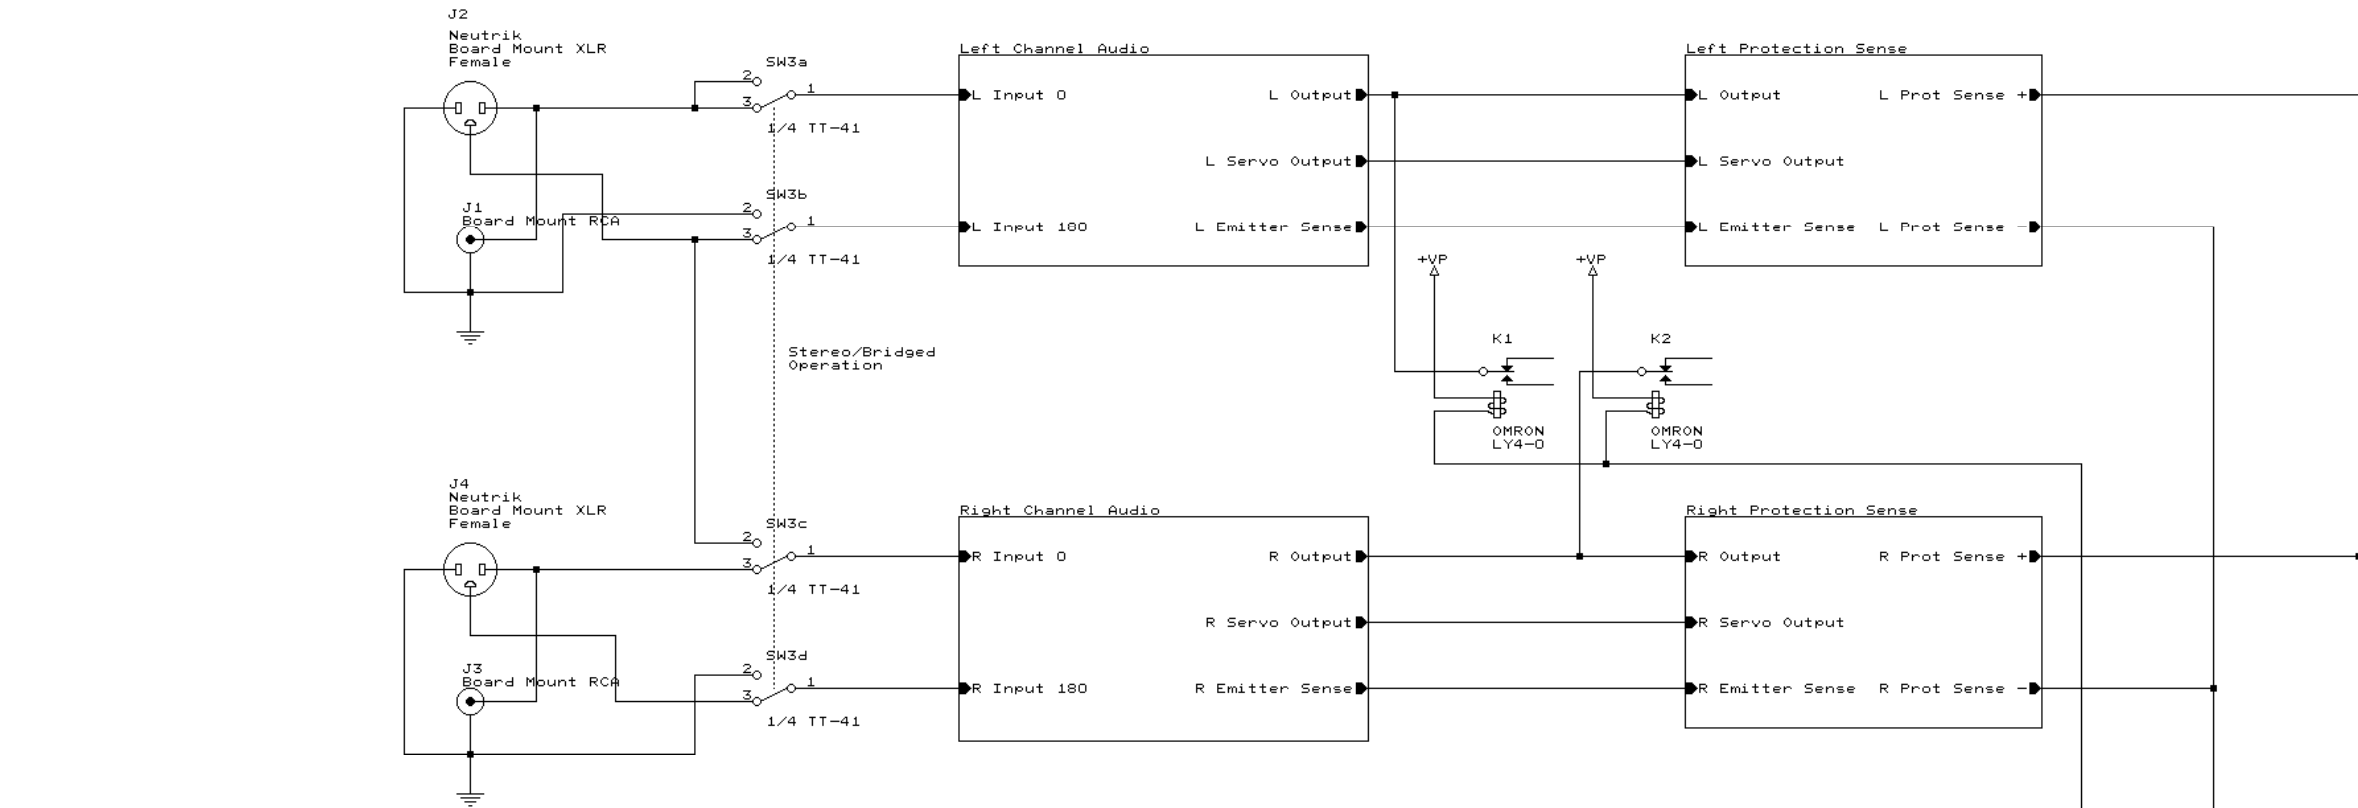 J2
Neutrik
Board Mount XLR
Female
J1
Board Mount RCA
SW3a
2
3
1
1/4 TT-41
SW3b
2
3
1
1/4 TT-41
Stereo/Bridged
Operation
Left Channel Audio
L Input 0
L Output
L Servo Output
L Input 180
L Emitter Sense
Left Protection Sense
L Output
L Prot Sense +
L Servo Output
L Emitter Sense
L Prot Sense -
+VP
+VP
K1
K2
OMRON
LY4-0
OMRON
LY4-0
J4
Neutrik
Board Mount XLR
Female
J3
Board Mount RCA
SW3c
2
3
1
1/4 TT-41
SW3d
2
3
1
1/4 TT-41
Right Channel Audio
R Input 0
R Output
R Servo Output
R Input 180
R Emitter Sense
Right Protection Sense
R Output
R Prot Sense +
R Servo Output
R Emitter Sense
R Prot Sense -